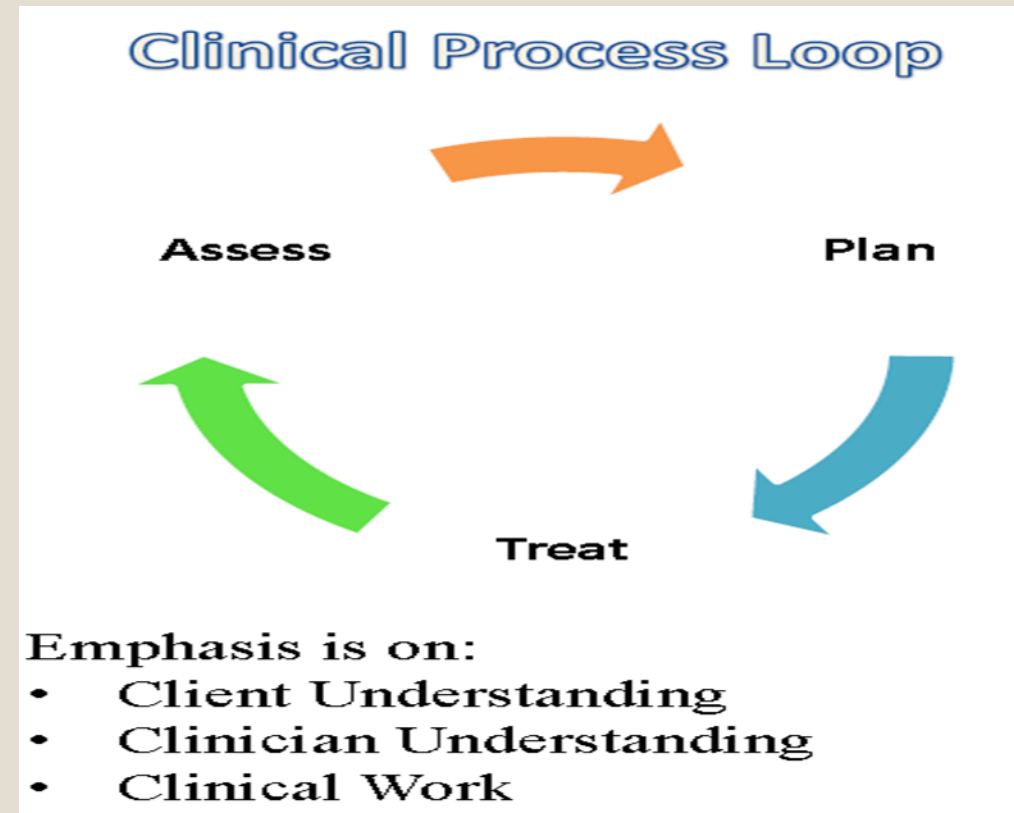 Clinical Process Loop
Assess
Plan
Treat
Emphasis is on:
• Client Understanding
• Clinician Understanding
• Clinical Work